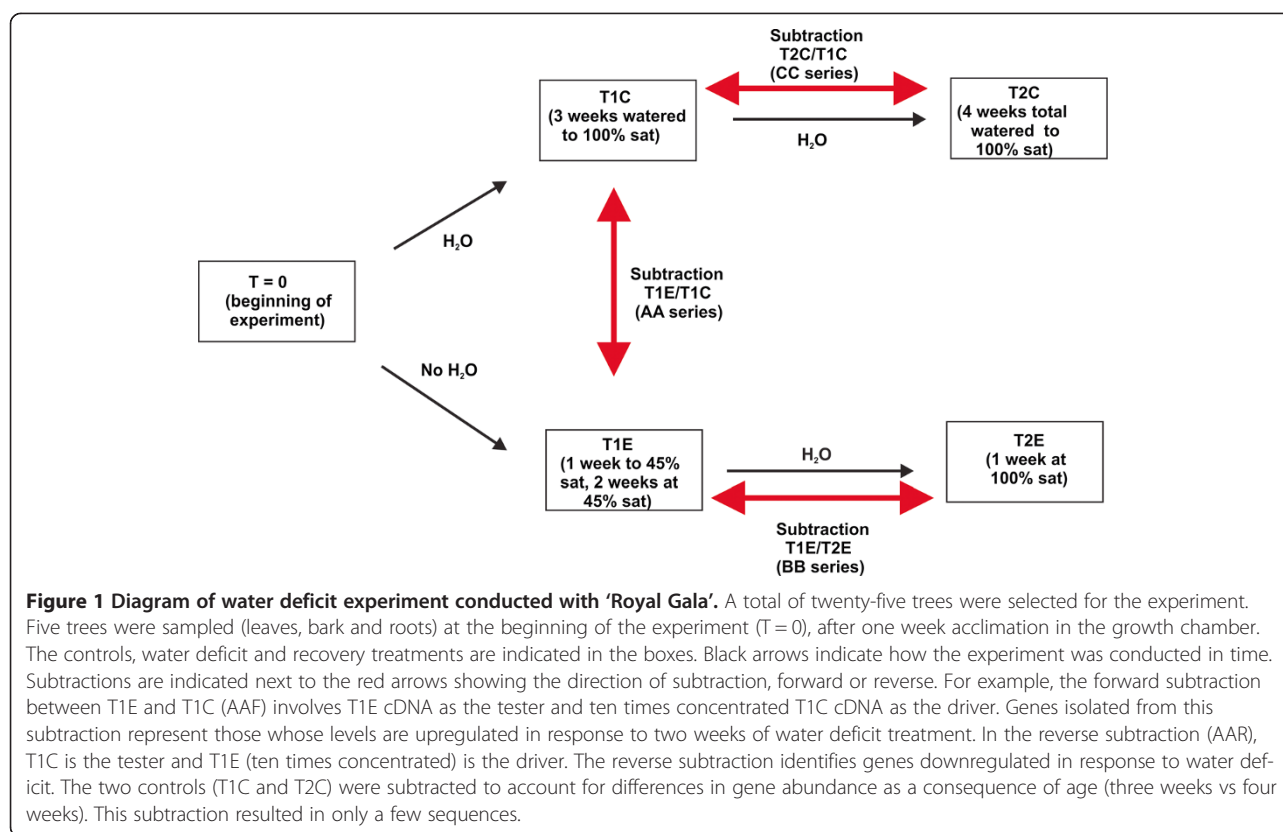 Subtraction
T2C/T1C
(CC series)
T1C
(3 weeks watered
to 100% sat)
H₂O
T2C
(4 weeks total
watered to
100% sat)
H₂O
T = 0
(beginning of
experiment)
Subtraction
T1E/T1C
(AA series)
No H₂O
T1E
(1 week to 45%
sat, 2 weeks at
45% sat)
H₂O
T2E
(1 week at
100% sat)
Subtraction
T1E/T2E
(BB series)
Figure 1 Diagram of water deficit experiment conducted with ‘Royal Gala’. A total of twenty-five trees were selected for the experiment.
Five trees were sampled (leaves, bark and roots) at the beginning of the experiment (T = 0), after one week acclimation in the growth chamber.
The controls, water deficit and recovery treatments are indicated in the boxes. Black arrows indicate how the experiment was conducted in time.
Subtractions are indicated next to the red arrows showing the direction of subtraction, forward or reverse. For example, the forward subtraction
between T1E and T1C (AAF) involves T1E cDNA as the tester and ten times concentrated T1C cDNA as the driver. Genes isolated from this
subtraction represent those whose levels are upregulated in response to two weeks of water deficit treatment. In the reverse subtraction (AAR),
T1C is the tester and T1E (ten times concentrated) is the driver. The reverse subtraction identifies genes downregulated in response to water def-
icit. The two controls (T1C and T2C) were subtracted to account for differences in gene abundance as a consequence of age (three weeks vs four
weeks). This subtraction resulted in only a few sequences.